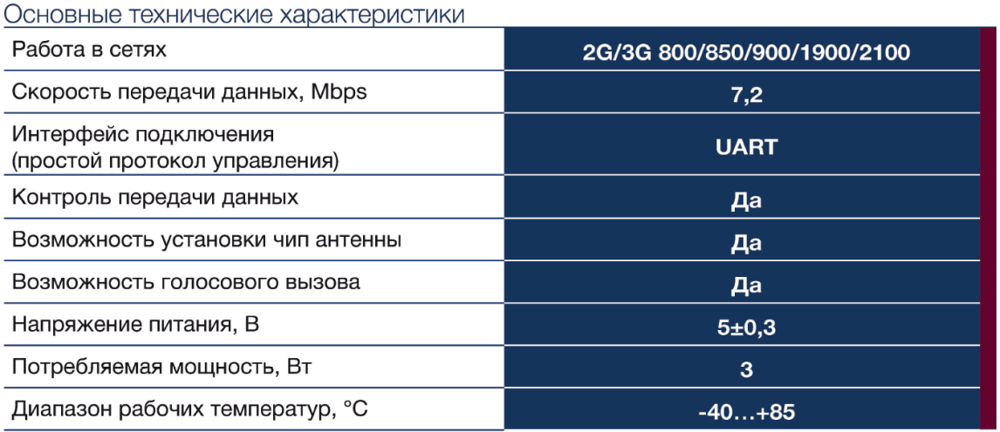 Основные технические характеристики
Работа в сетях
2G/3G 800/850/900/1900/2100
Скорость передачи данных, Mbps
7,2
Интерфейс подключения
(простой протокол управления)
UART
Контроль передачи данных
Да
Возможность установки чип антенны
Да
Возможность голосового вызова
Да
Напряжение питания, В
5±0,3
Потребляемая мощность, Вт
3
Диапазон рабочих температур, °C
-40...+85